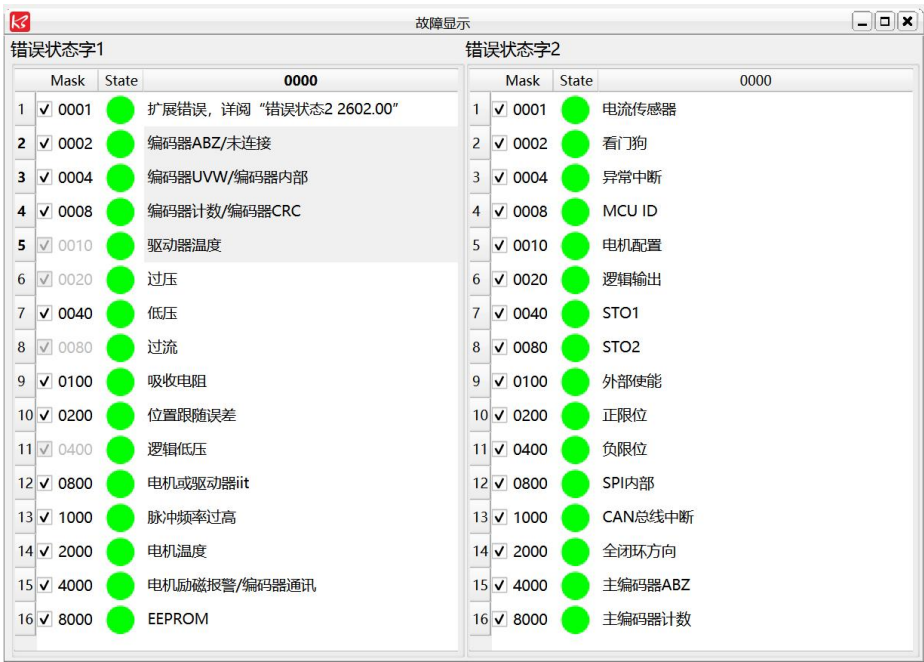 故障显示
错误状态字1
Mask State 0000
1 0001 扩展错误，详阅“错误状态2 2602.00”
2 0002 编码器ABZ/未连接
3 0004 编码器UVW/编码器内部
4 0008 编码器计数/编码器CRC
5 0010 驱动器温度
6 0020 过压
7 0040 低压
8 0080 过流
9 0100 吸收电阻
10 0200 位置跟随误差
11 0400 逻辑低压
12 0800 电机或驱动器iit
13 1000 脉冲频率过高
14 2000 电机温度
15 4000 电机励磁报警/编码器通讯
16 8000 EEPROM
错误状态字2
Mask State 0000
1 0001 电流传感器
2 0002 看门狗
3 0004 异常中断
4 0008 MCU ID
5 0010 电机配置
6 0020 逻辑输出
7 0040 STO1
8 0080 STO2
9 0100 外部使能
10 0200 正限位
11 0400 负限位
12 0800 SPI内部
13 1000 CAN总线中断
14 2000 全闭环方向
15 4000 主编码器ABZ
16 8000 主编码器计数